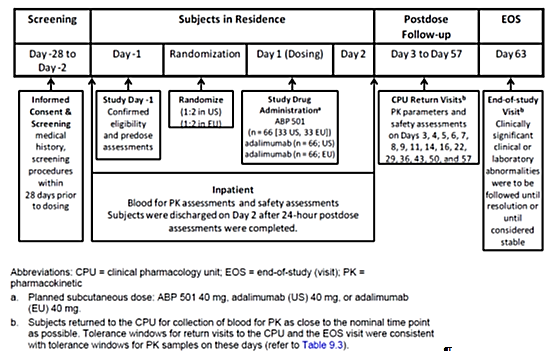 Screening
Subjects in Residence
Postdose
Follow-up
EOS
Day -28 to
Day -2
Day -1
Randomization
Day 1 (Dosing)
Day 2
Day 3 to Day 57
Day 63
Informed
Consent &
Screening
medical
history,
screening
procedures
within
28 days prior
to dosing
Study Day -1
Confirmed
eligibility
and predose
assessments
Randomize
(1:2 in US)
(1:2 in EU)
Study Drug
Administrationᵃ
ABP 501
(n = 66 [33 US, 33 EU])
adalimumab (n = 66; US)
adalimumab (n = 66; EU)
CPU Return Visitsᵇ
PK parameters and
safety assessments
on Days 3, 4, 5, 6, 7,
8, 9, 11, 14, 16, 22,
29, 36, 43, 50, and 57
End-of-study
Visitᵇ
Clinically
significant
clinical or
laboratory
abnormalities
were to be
followed until
resolution or
until
considered
stable
Inpatient
Blood for PK assessments and safety assessments
Subjects were discharged on Day 2 after 24-hour postdose
assessments were completed.
Abbreviations: CPU = clinical pharmacology unit; EOS = end-of-study (visit); PK =
pharmacokinetic
a. Planned subcutaneous dose: ABP 501 40 mg, adalimumab (US) 40 mg, or adalimumab
(EU) 40 mg.
b. Subjects returned to the CPU for collection of blood for PK as close to the nominal time point
as possible. Tolerance windows for return visits to the CPU and the EOS visit were consistent
with tolerance windows for PK samples on these days (refer to Table 9.3).
¶